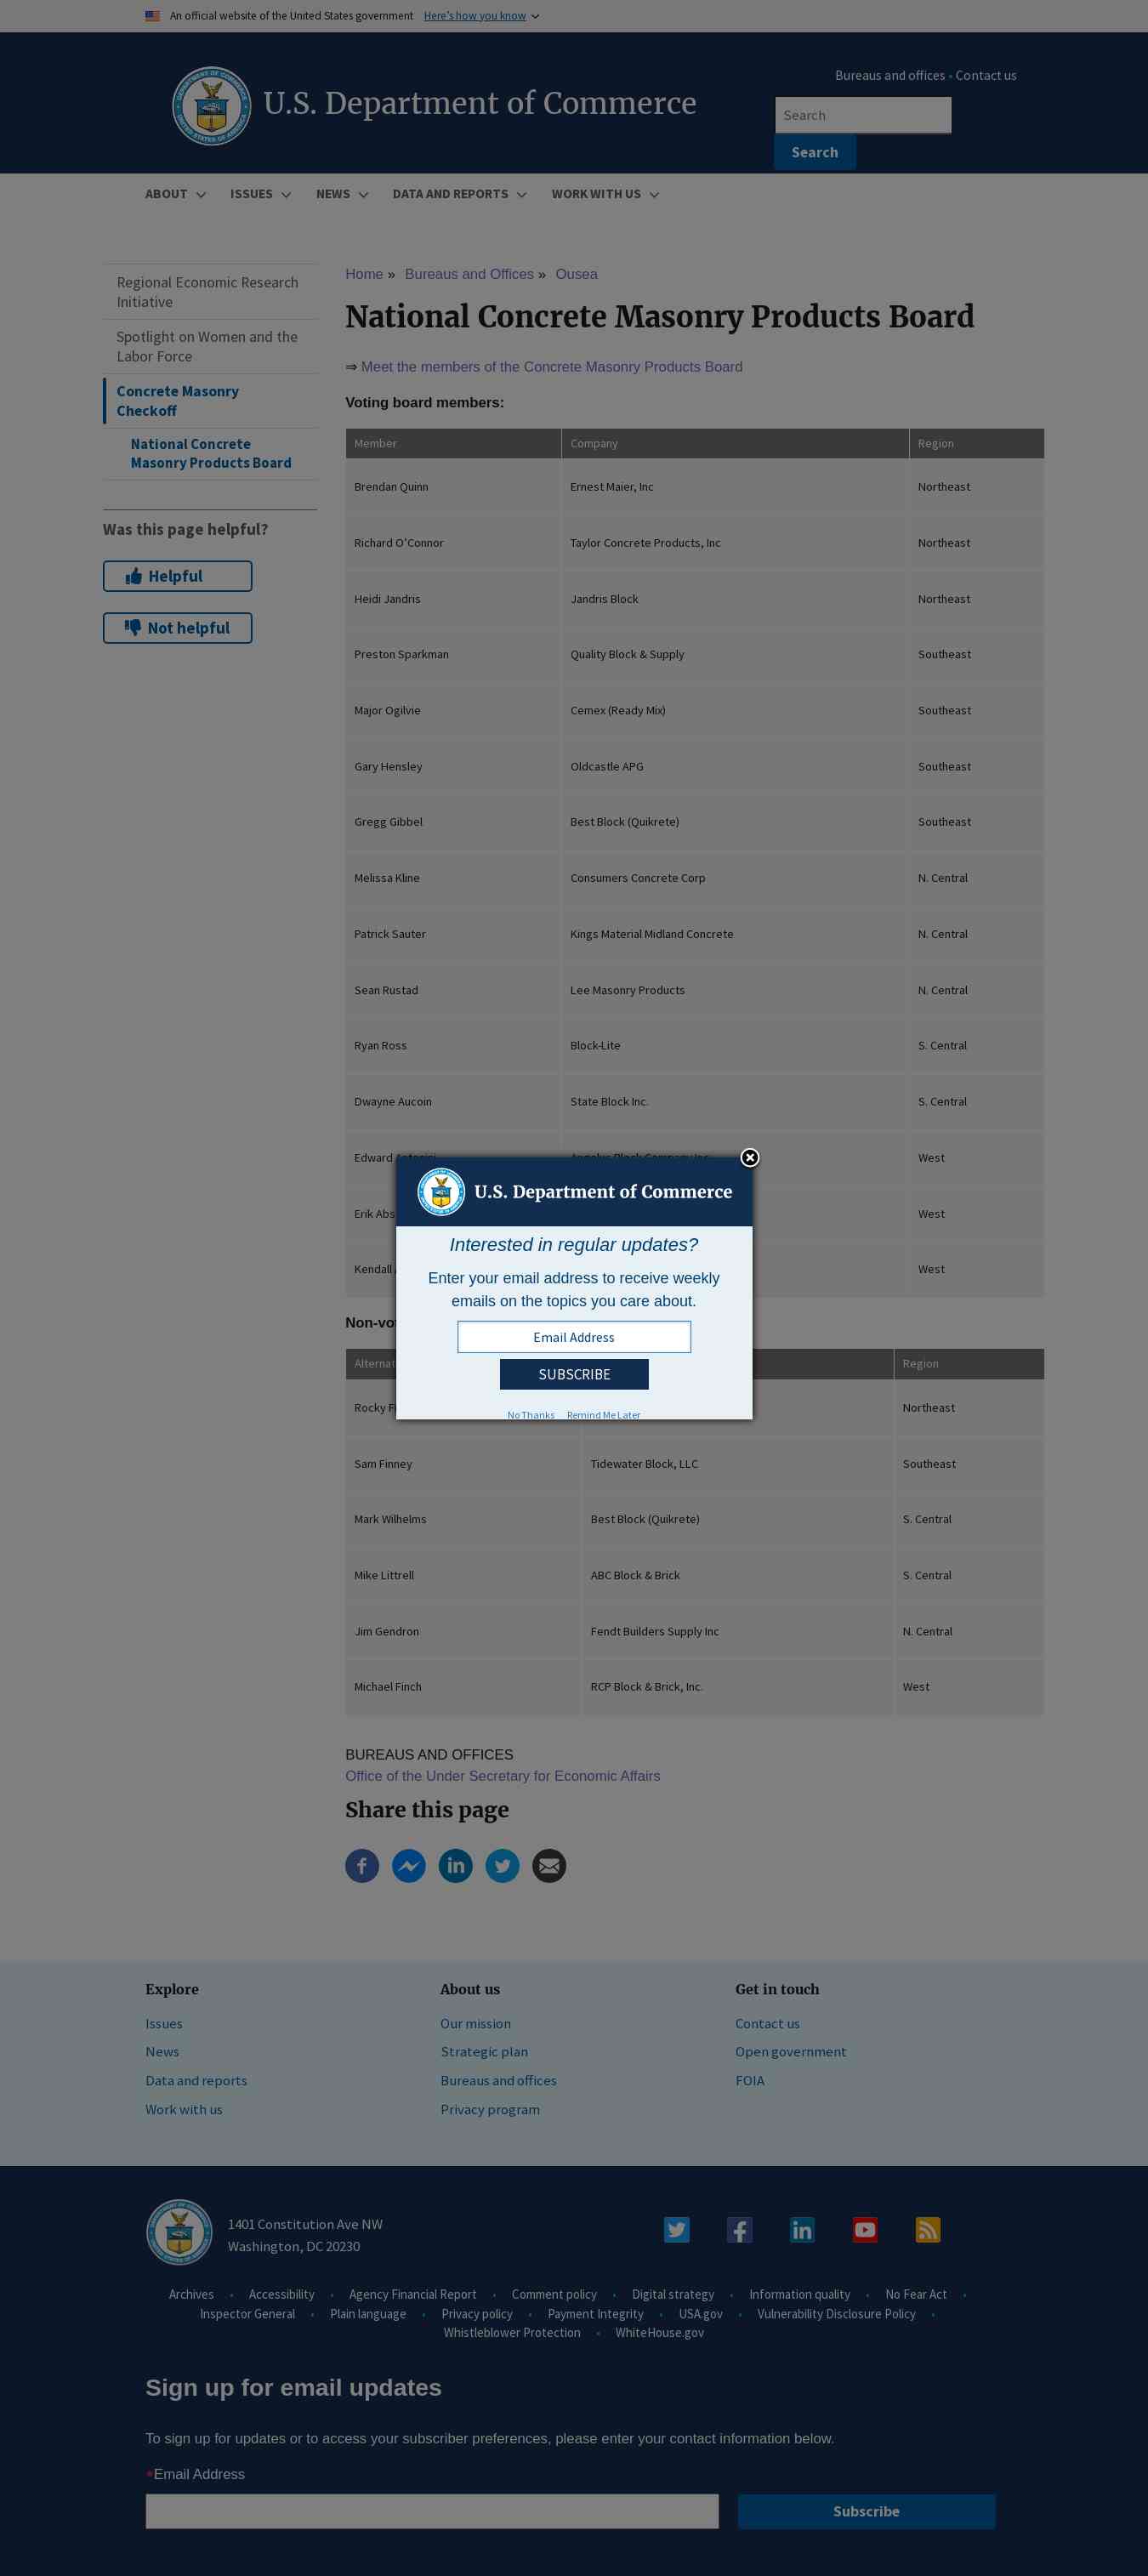 An official website of the United States government Here’s how you know
Bureaus and offices • Contact us
U.S. Department of Commerce
Search
Search
ABOUT ISSUES NEWS DATA AND REPORTS WORK WITH US
Regional Economic Research
Initiative
Spotlight on Women and the
Labor Force
Concrete Masonry
Checkoff
National Concrete
Masonry Products Board
Was this page helpful?
Helpful
Not helpful
Home » Bureaus and Offices » Ousea
National Concrete Masonry Products Board
⇒ Meet the members of the Concrete Masonry Products Board
Voting board members:
Member Company Region
Brendan Quinn Ernest Maier, Inc Northeast
Richard O’Connor Taylor Concrete Products, Inc Northeast
Heidi Jandris Jandris Block Northeast
Preston Sparkman Quality Block & Supply Southeast
Major Ogilvie Cemex (Ready Mix) Southeast
Gary Hensley Oldcastle APG Southeast
Gregg Gibbel Best Block (Quikrete) Southeast
Melissa Kline Consumers Concrete Corp N. Central
Patrick Sauter Kings Material Midland Concrete N. Central
Sean Rustad Lee Masonry Products N. Central
Ryan Ross Block-Lite S. Central
Dwayne Aucoin State Block Inc. S. Central
Edward West
Erik West
Kendall West
U.S. Department of Commerce
Interested in regular updates?
Enter your email address to receive weekly
emails on the topics you care about.
Email Address
SUBSCRIBE
No Thanks Remind Me Later
Region
Rocky Northeast
Sam Finney Tidewater Block, LLC Southeast
Mark Wilhelms Best Block (Quikrete) S. Central
Mike Littrell ABC Block & Brick S. Central
Jim Gendron Fendt Builders Supply Inc N. Central
Michael Finch RCP Block & Brick, Inc. West
BUREAUS AND OFFICES
Office of the Under Secretary for Economic Affairs
Share this page
Explore
Issues
News
Data and reports
Work with us
About us
Our mission
Strategic plan
Bureaus and offices
Privacy program
Get in touch
Contact us
Open government
FOIA
1401 Constitution Ave NW
Washington, DC 20230
Archives • Accessibility • Agency Financial Report • Comment policy • Digital strategy • Information quality • No Fear Act •
Inspector General • Plain language • Privacy policy • Payment Integrity • USA.gov • Vulnerability Disclosure Policy •
Whistleblower Protection • WhiteHouse.gov
Sign up for email updates
To sign up for updates or to access your subscriber preferences, please enter your contact information below.
*Email Address
Subscribe